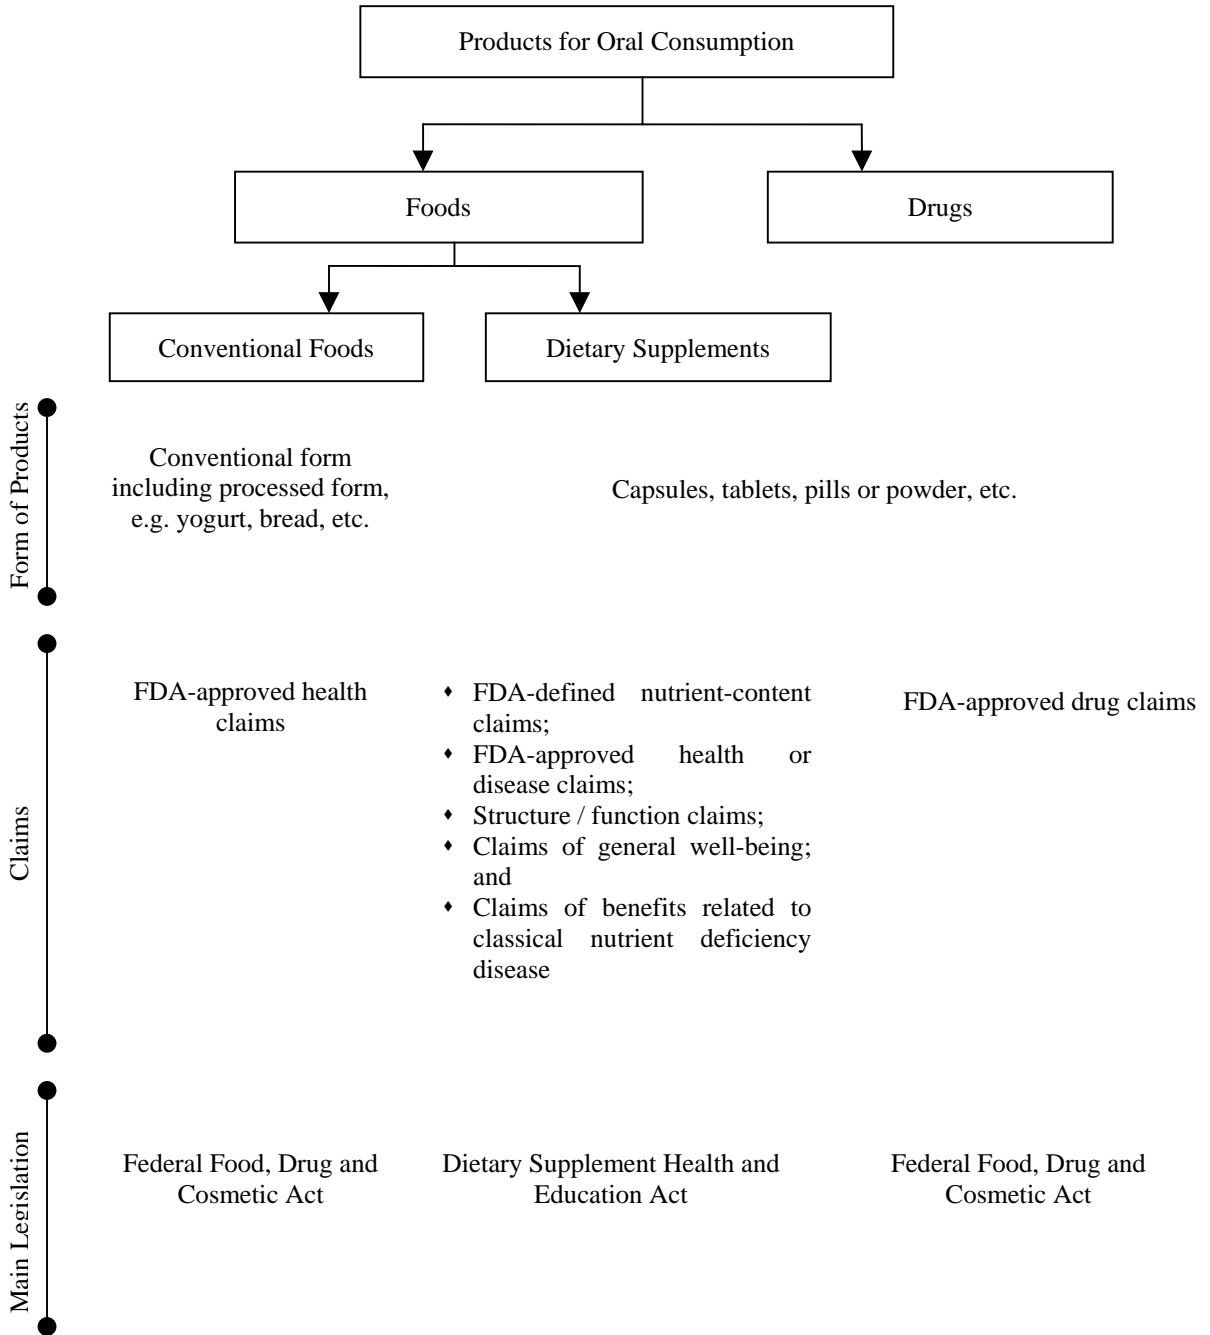 Products for Oral Consumption
Foods
Drugs
Conventional Foods
Dietary Supplements
Form of Products
Conventional form
including processed form,
e.g. yogurt, bread, etc.
Capsules, tablets, pills or powder, etc.
Claims
FDA-approved health
claims
♦ FDA-defined nutrient-content
claims;
♦ FDA-approved health or
disease claims;
♦ Structure / function claims;
♦ Claims of general well-being;
and
♦ Claims of benefits related to
classical nutrient deficiency
disease
FDA-approved drug claims
Main Legislation
Federal Food, Drug and
Cosmetic Act
Dietary Supplement Health and
Education Act
Federal Food, Drug and
Cosmetic Act